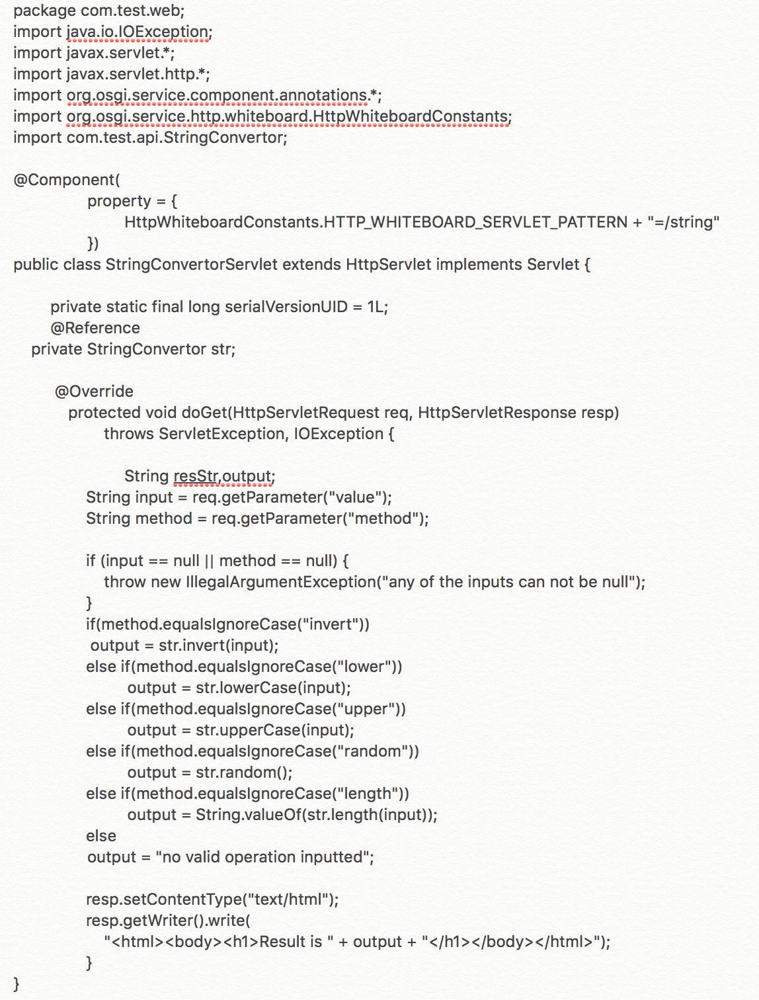 package com.test.web;
import java.io.IOException;
import javax.servlet.*;
import javax.servlet.http.*;
import org.osgi.service.component.annotations.*;
import org.osgi.service.http.whiteboard.HttpWhiteboardConstants;
import com.test.api.StringConvertor;

@Component(
property = {
HttpWhiteboardConstants.HTTP_WHITEBOARD_SERVLET_PATTERN + "=/string"
})
public class StringConvertorServlet extends HttpServlet implements Servlet {

private static final long serialVersionUID = 1L;
@Reference
private StringConvertor str;

@Override
protected void doGet(HttpServletRequest req, HttpServletResponse resp)
throws ServletException, IOException {

String resStr,output;
String input = req.getParameter("value");
String method = req.getParameter("method");

if (input == null || method == null) {
throw new IllegalArgumentException("any of the inputs can not be null");
}
if(method.equalsIgnoreCase("invert"))
output = str.invert(input);
else if(method.equalsIgnoreCase("lower"))
output = str.lowerCase(input);
else if(method.equalsIgnoreCase("upper"))
output = str.upperCase(input);
else if(method.equalsIgnoreCase("random"))
output = str.random();
else if(method.equalsIgnoreCase("length"))
output = String.valueOf(str.length(input));
else
output = "no valid operation inputted";

resp.setContentType("text/html");
resp.getWriter().write(
"<html><body><h1>Result is " + output + "</h1></body></html>");
}
}